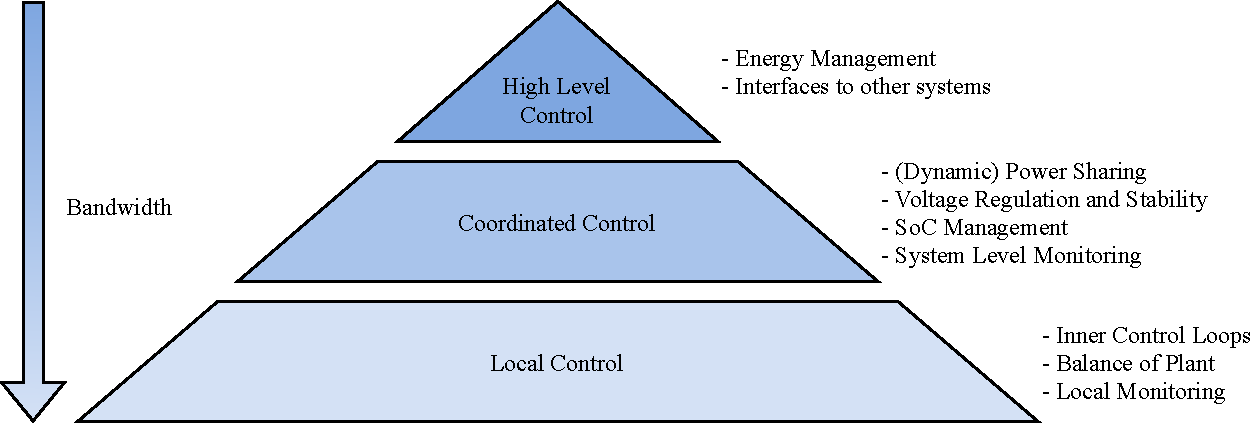 High Level
Control
- Energy Management
- Interfaces to other systems
Bandwidth
Coordinated Control
- (Dynamic) Power Sharing
- Voltage Regulation and Stability
- SoC Management
- System Level Monitoring
Local Control
- Inner Control Loops
- Balance of Plant
- Local Monitoring